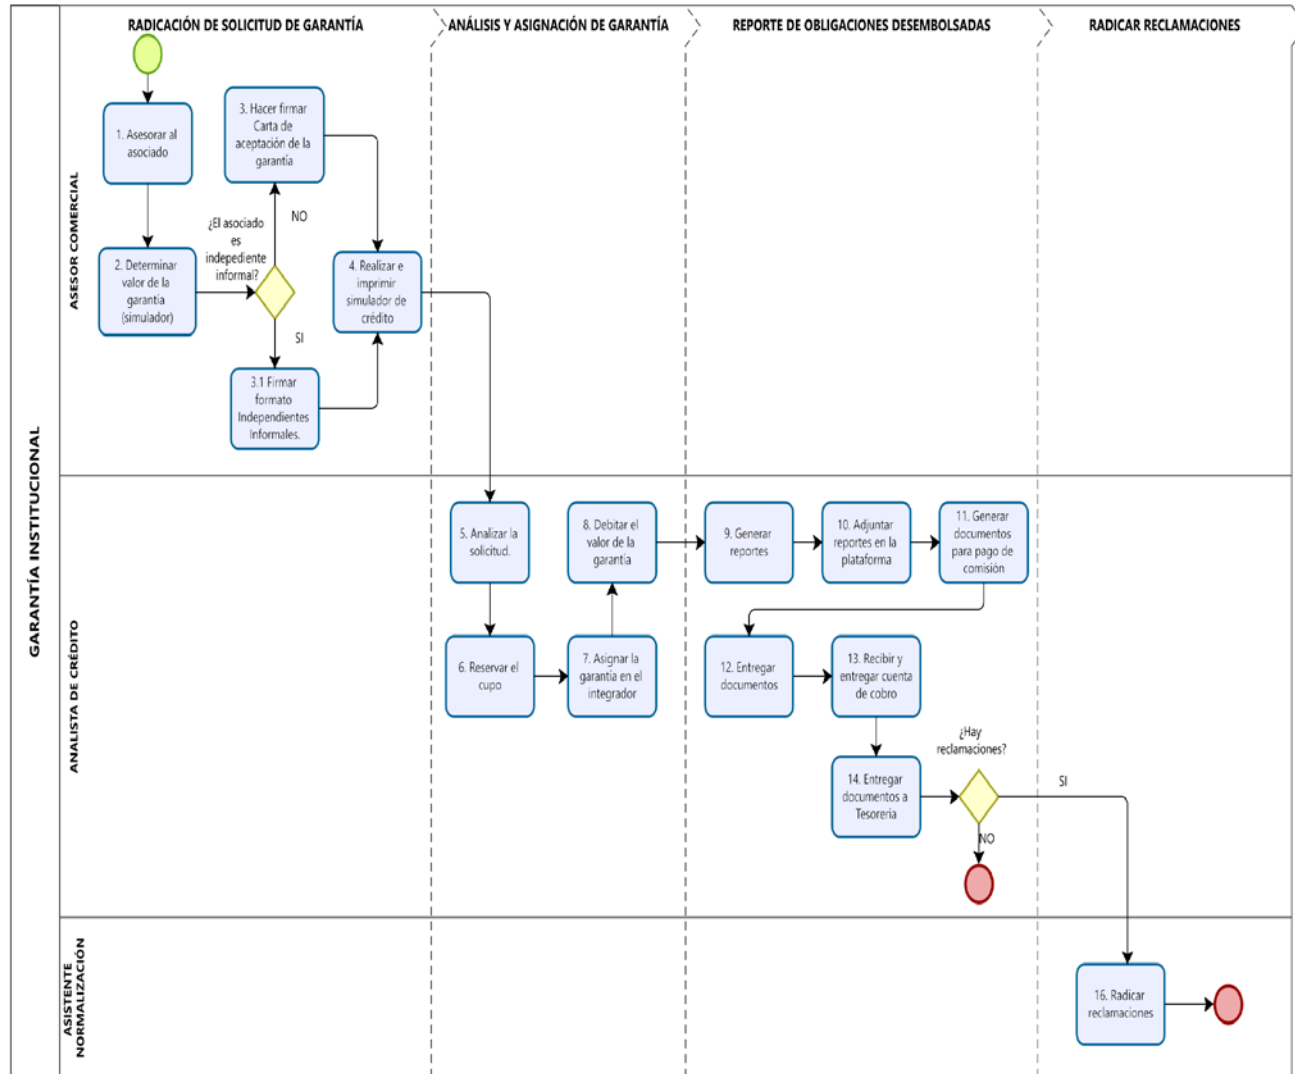 RADICACIÓN DE SOLICITUD DE GARANTÍA
ANÁLISIS Y ASIGNACIÓN DE GARANTÍA
REPORTE DE OBLIGACIONES DESEMBOLSADAS
RADICAR RECLAMACIONES
GARANTÍA INSTITUCIONAL
ASESOR COMERCIAL
1. Asesorar al
asociado
2. Determinar
valor de la
garantía
(simulador)
¿El asociado
es
indepediente
informal?
NO
SI
3. Hacer firmar
Carta de
aceptación de la
garantía
3.1 Firmar
formato
Independientes
Informales.
4. Realizar e
imprimir
simulador de
crédito
ANALISTA DE CRÉDITO
5. Analizar la
solicitud.
6. Reservar el
cupo
7. Asignar la
garantía en el
integrador
8. Debitar el
valor de la
garantía
9. Generar
reportes
10. Adjuntar
reportes en la
plataforma
11. Generar
documentos
para pago de
comisión
12. Entregar
documentos
13. Recibir y
entregar cuenta
de cobro
14. Entregar
documentos a
Tesorería
¿Hay
reclamaciones?
SI
NO
ASISTENTE
NORMALIZACIÓN
16. Radicar
reclamaciones